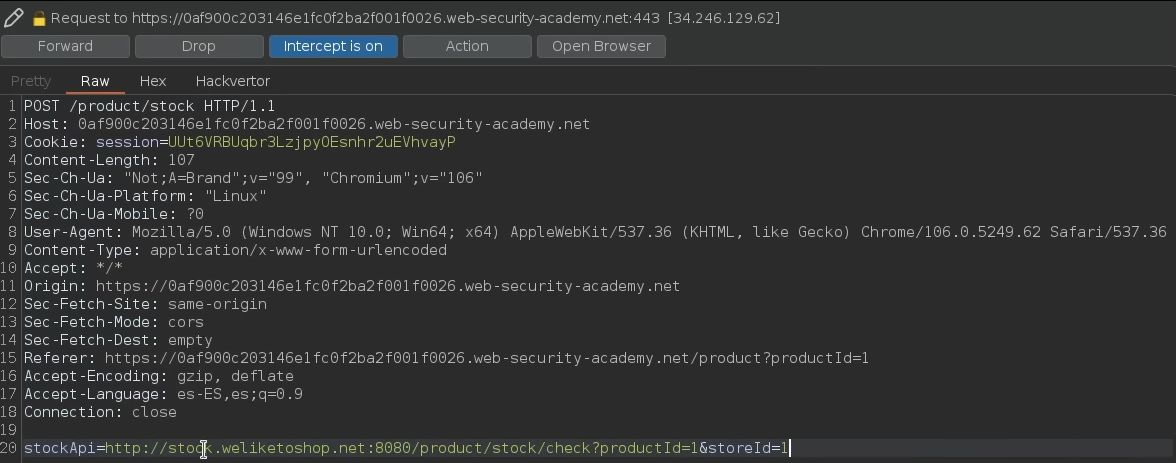 Request to https://0af900c203146e1fc0f2ba2f001f0026.web-security-academy.net:443 [34.246.129.62]
Forward Drop Intercept is on Action Open Browser
Pretty Raw Hex Hackvertor
1 POST /product/stock HTTP/1.1
2 Host: 0af900c203146e1fc0f2ba2f001f0026.web-security-academy.net
3 Cookie: session=UUt6VRBUqbr3LzjpyOEsnhr2uEVhvayP
4 Content-Length: 107
5 Sec-Ch-Ua: "Not;A=Brand";v="99", "Chromium";v="106"
6 Sec-Ch-Ua-Platform: "Linux"
7 Sec-Ch-Ua-Mobile: ?0
8 User-Agent: Mozilla/5.0 (Windows NT 10.0; Win64; x64) AppleWebKit/537.36 (KHTML, like Gecko) Chrome/106.0.5249.62 Safari/537.36
9 Content-Type: application/x-www-form-urlencoded
10 Accept: */*
11 Origin: https://0af900c203146e1fc0f2ba2f001f0026.web-security-academy.net
12 Sec-Fetch-Site: same-origin
13 Sec-Fetch-Mode: cors
14 Sec-Fetch-Dest: empty
15 Referer: https://0af900c203146e1fc0f2ba2f001f0026.web-security-academy.net/product?productId=1
16 Accept-Encoding: gzip, deflate
17 Accept-Language: es-ES,es;q=0.9
18 Connection: close
19
20 stockApi=http://stock.weliketoshop.net:8080/product/stock/check?productId=1&storeId=1